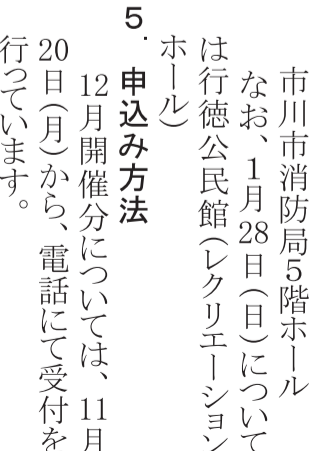 市川市消防局5階ホール
なお、1月28日(日)について
は行徳公民館(レクリエーション
ホール)
5. 申込み方法
12月開催分については、11月
20日(月)から、電話にて受付を
行っています。